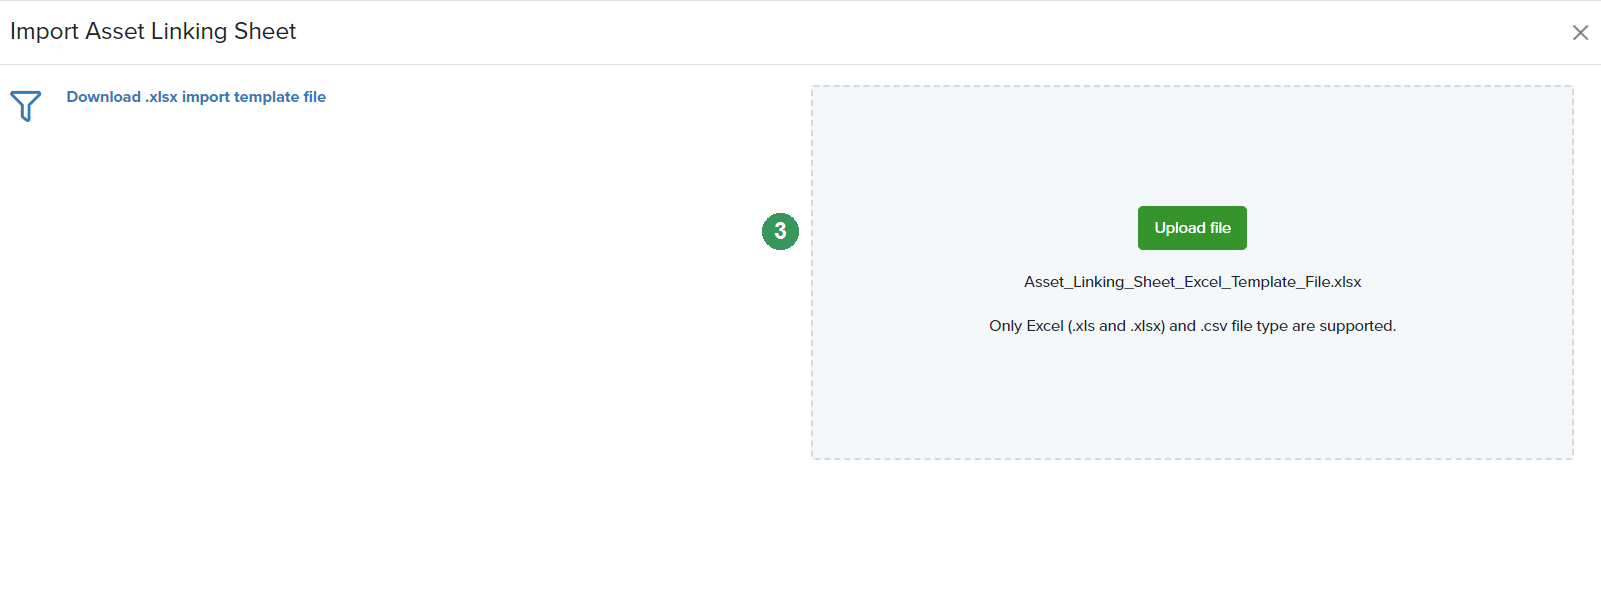 Import Asset Linking Sheet
Download .xlsx import template file
3
Upload file
Asset_Linking_Sheet_Excel_Template_File.xlsx
Only Excel (.xls and .xlsx) and .csv file type are supported.